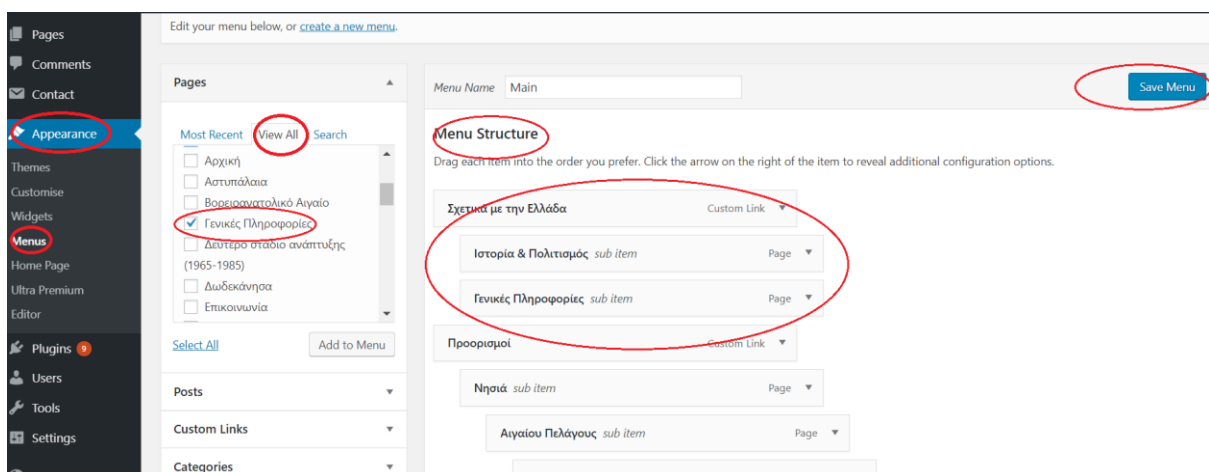 Pages
Comments
Contact
Appearance
Themes
Customise
Widgets
Menus
Home Page
Ultra Premium
Editor
Plugins 9
Users
Tools
Settings
Edit your menu below, or create a new menu.
Pages
Most Recent View All Search
Αρχική
Αστυπάλαια
Βορειοανατολικό Αιγαίο
Γενικές Πληροφορίες
Δεύτερο στάδιο ανάπτυξης
(1965-1985)
Δωδεκάνησα
Επικοινωνία
Select All Add to Menu
Posts
Custom Links
Categories
Menu Name Main Save Menu
Menu Structure
Drag each item into the order you prefer. Click the arrow on the right of the item to reveal additional configuration options.
Σχετικά με την Ελλάδα Custom Link
Ιστορία & Πολιτισμός sub item Page
Γενικές Πληροφορίες sub item Page
Προορισμοί Custom Link
Νησιά sub item Page
Αιγαίου Πελάγους sub item Page